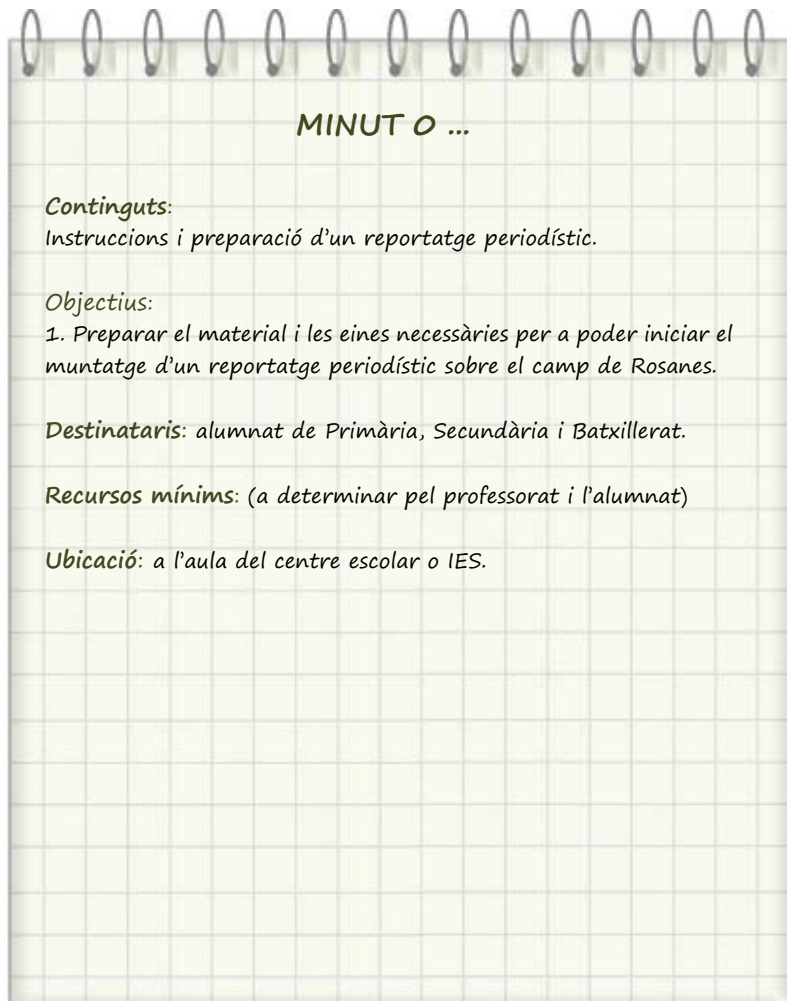 MINUT 0 ...
Continguts:
Instruccions i preparació d'un reportatge periodístic.
Objectius:
1. Preparar el material i les eines necessàries per a poder iniciar el
muntatge d'un reportatge periodístic sobre el camp de Rosanes.
Destinataris: alumnat de Primària, Secundària i Batxillerat.
Recursos mínims: (a determinar pel professorat i l'alumnat)
Ubicació: a l'aula del centre escolar o IES.